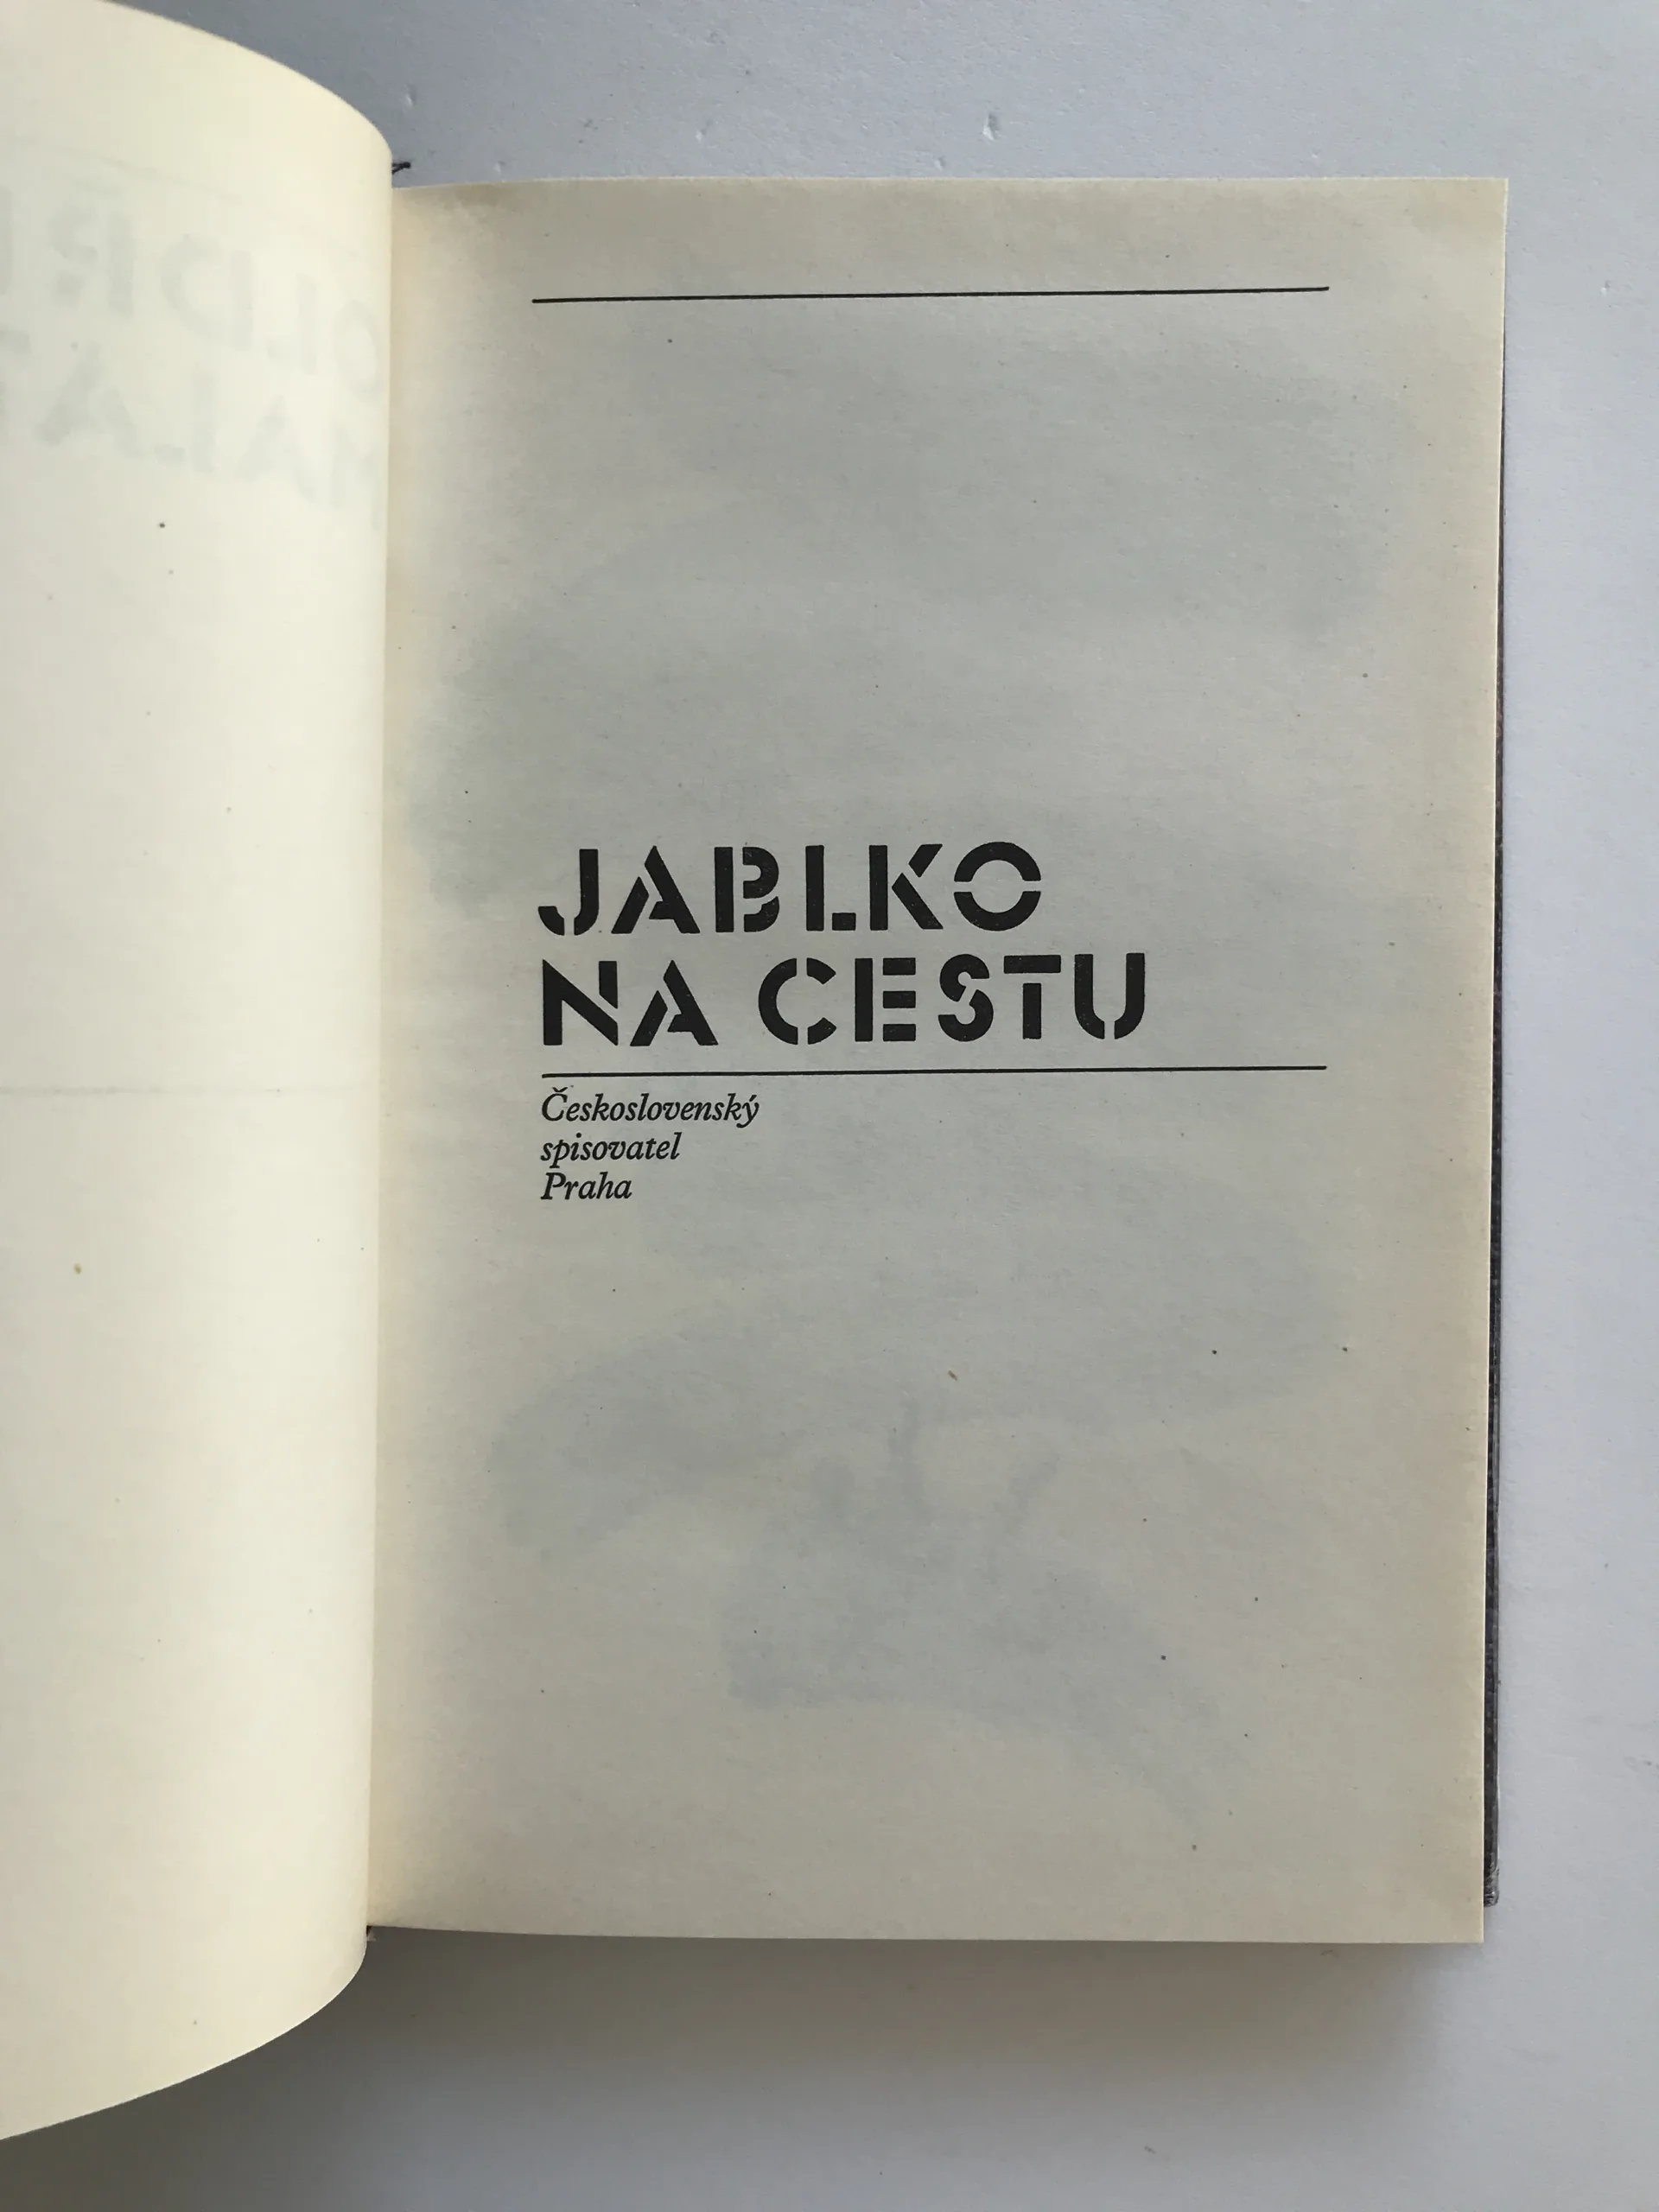 JABLKO
NA CESTU
Československý
spisovatel
Praha